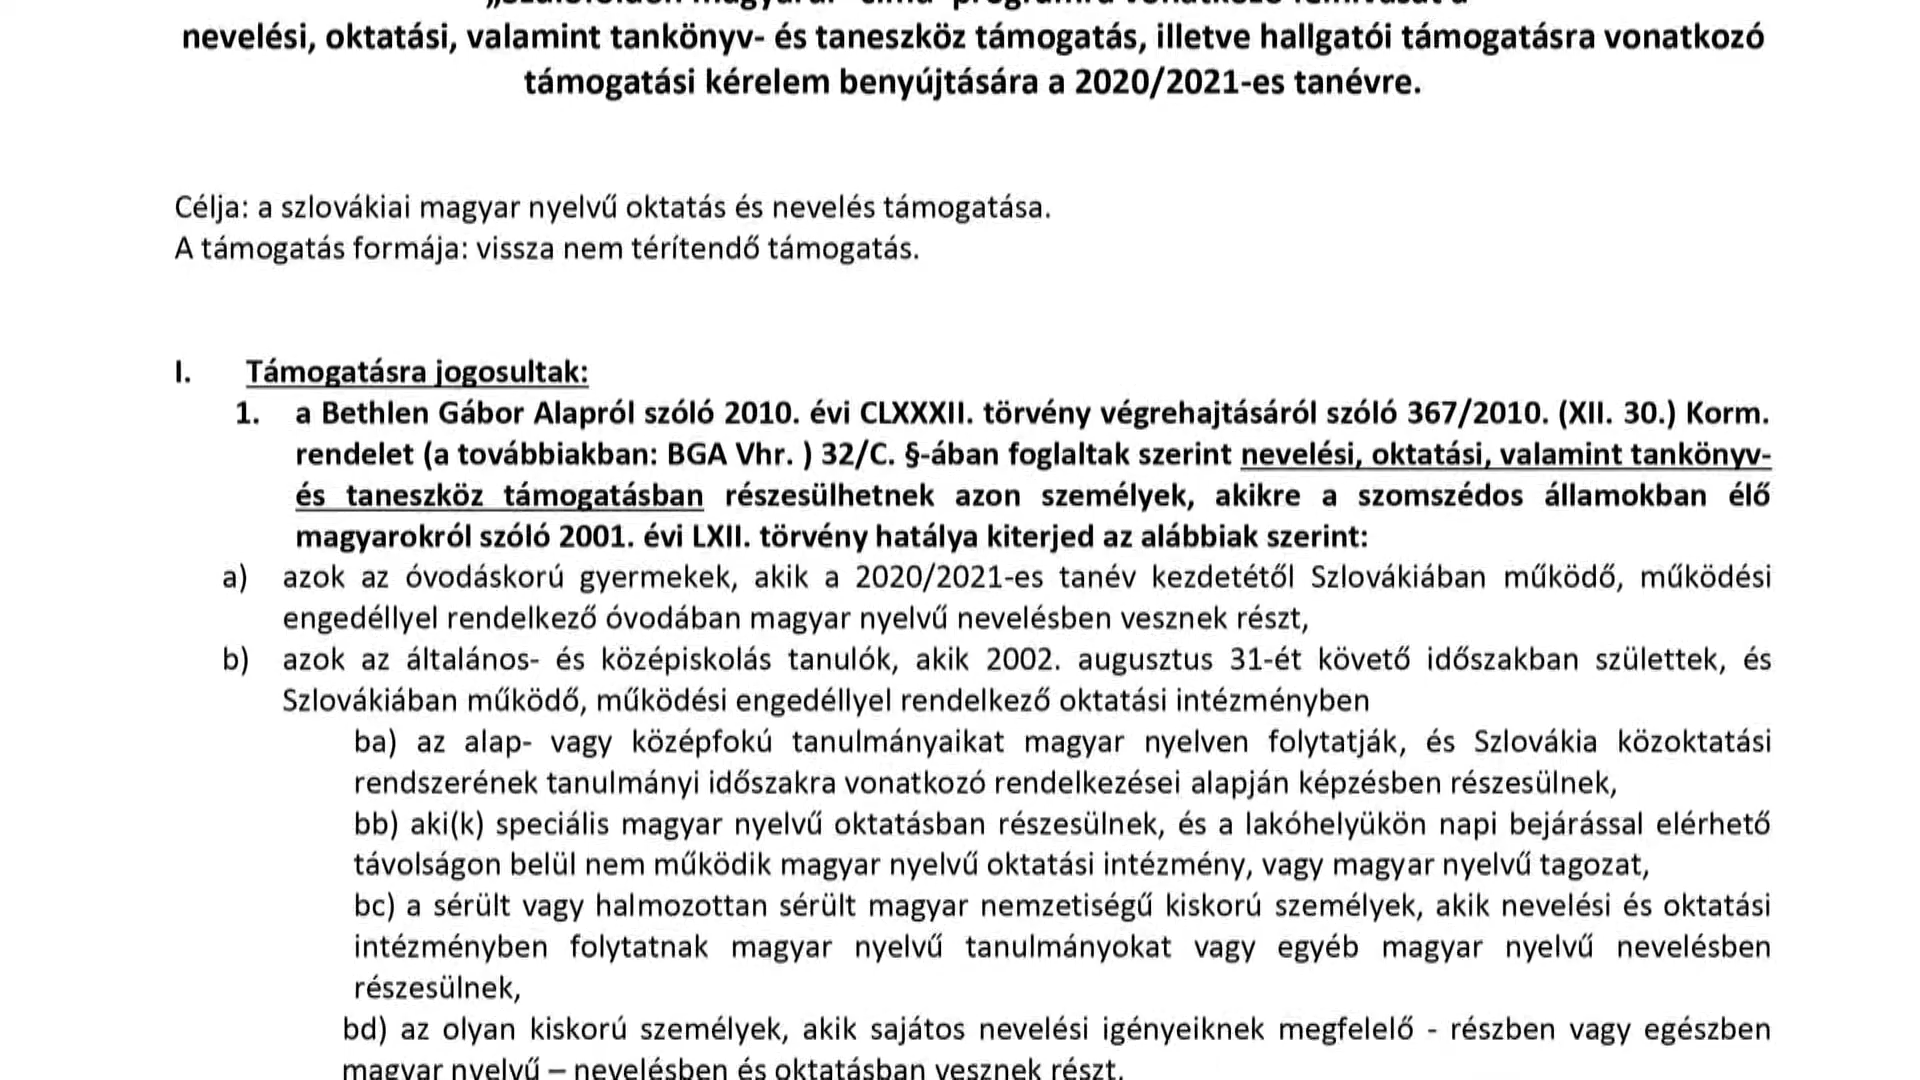 „Szülőföldön magyarul” című programra vonatkozó felhívását a
nevelési, oktatási, valamint tankönyv- és taneszköz támogatás, illetve hallgatói támogatásra vonatkozó
támogatási kérelem benyújtására a 2020/2021-es tanévre.
Célja: a szlovákiai magyar nyelvű oktatás és nevelés támogatása.
A támogatás formája: vissza nem térítendő támogatás.
I. Támogatásra jogosultak:
1. a Bethlen Gábor Alapról szóló 2010. évi CLXXXII. törvény végrehajtásáról szóló 367/2010. (XII. 30.) Korm.
rendelet (a továbbiakban: BGA Vhr. ) 32/C. §-ában foglaltak szerint nevelési, oktatási, valamint tankönyv-
és taneszköz támogatásban részesülhetnek azon személyek, akikre a szomszédos államokban élő
magyarokról szóló 2001. évi LXII. törvény hatálya kiterjed az alábbiak szerint:
a) azok az óvodáskorú gyermekek, akik a 2020/2021-es tanév kezdetétől Szlovákiában működő, működési
engedéllyel rendelkező óvodában magyar nyelvű nevelésben vesznek részt,
b) azok az általános- és középiskolás tanulók, akik 2002. augusztus 31-ét követő időszakban születtek, és
Szlovákiában működő, működési engedéllyel rendelkező oktatási intézményben
ba) az alap- vagy középfokú tanulmányaikat magyar nyelven folytatják, és Szlovákia közoktatási
rendszerének tanulmányi időszakra vonatkozó rendelkezései alapján képzésben részesülnek,
bb) aki(k) speciális magyar nyelvű oktatásban részesülnek, és a lakóhelyükön napi bejárással elérhető
távolságon belül nem működik magyar nyelvű oktatási intézmény, vagy magyar nyelvű tagozat,
bc) a sérült vagy halmozottan sérült magyar nemzetiségű kiskorú személyek, akik nevelési és oktatási
intézményben folytatnak magyar nyelvű tanulmányokat vagy egyéb magyar nyelvű nevelésben
részesülnek,
bd) az olyan kiskorú személyek, akik sajátos nevelési igényeiknek megfelelő - részben vagy egészben
magyar nyelvű – nevelésben és oktatásban vesznek részt.